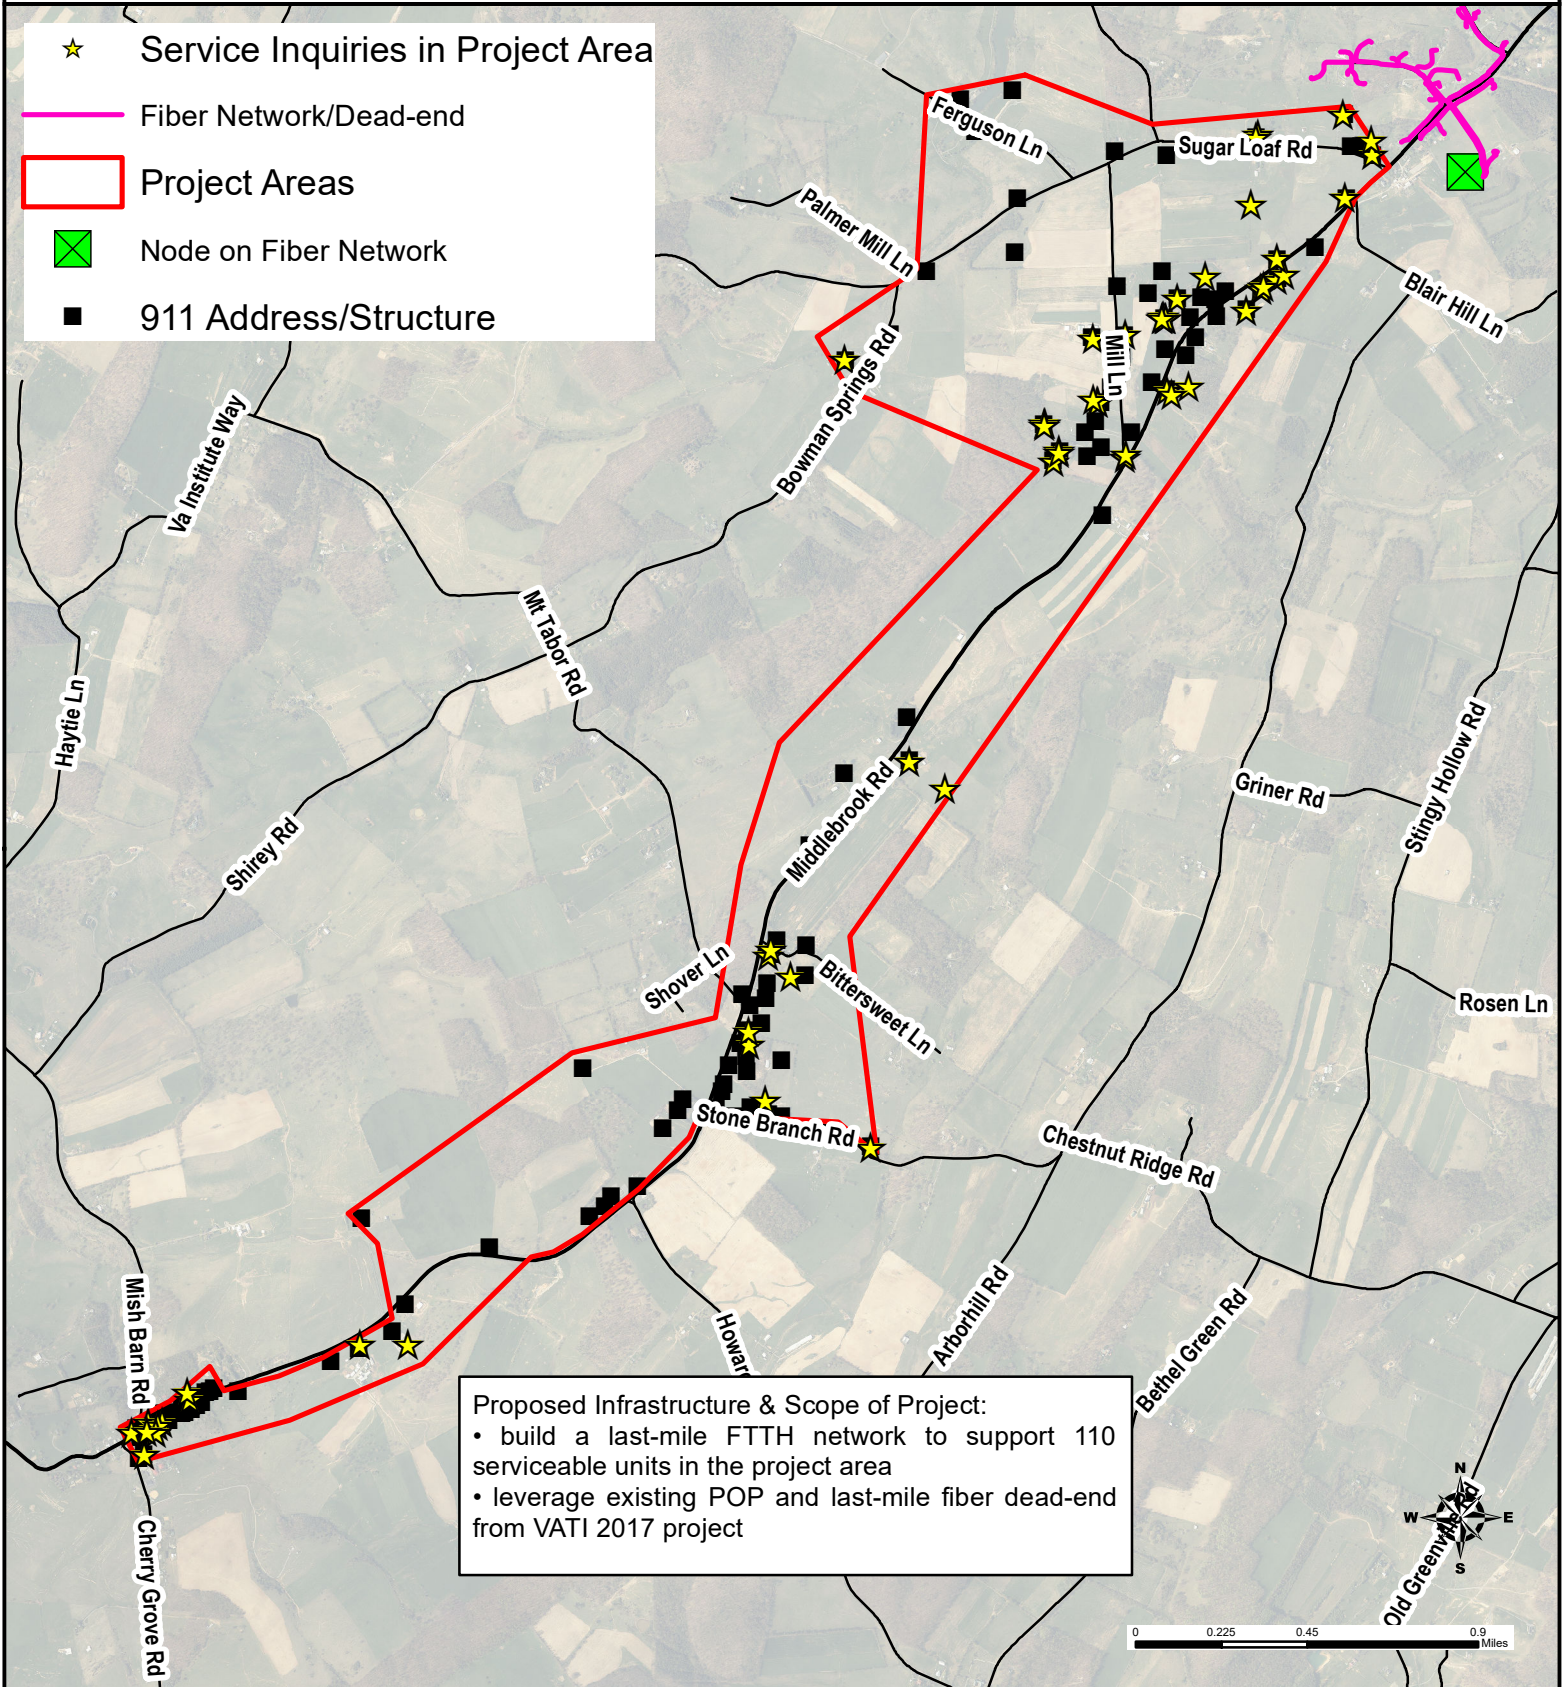 Service Inquiries in Project Area
Fiber Network/Dead-end
Project Areas
Node on Fiber Network
911 Address/Structure
Ferguson Ln
Sugar Loaf Rd
Palmer Mill Ln
Blair Hill Ln
Mill Ln
Bowman Springs Rd
Va Institute Way
Mt Tabor Rd
Haytie Ln
Stingy Hollow Rd
Griner Rd
Middlebrook Rd
Shirey Rd
Shover Ln
Bittersweet Ln
Rosen Ln
Stone Branch Rd
Chestnut Ridge Rd
Mish Barn Rd
Arborhill Rd
Bethel Green Rd
Howar
Proposed Infrastructure & Scope of Project:
• build a last-mile FTTH network to support 110
serviceable units in the project area
• leverage existing POP and last-mile fiber dead-end
from VATI 2017 project
Cherry Grove Rd
Old Greenville Rd
N
W E
S
0 0.225 0.45 0.9
Miles